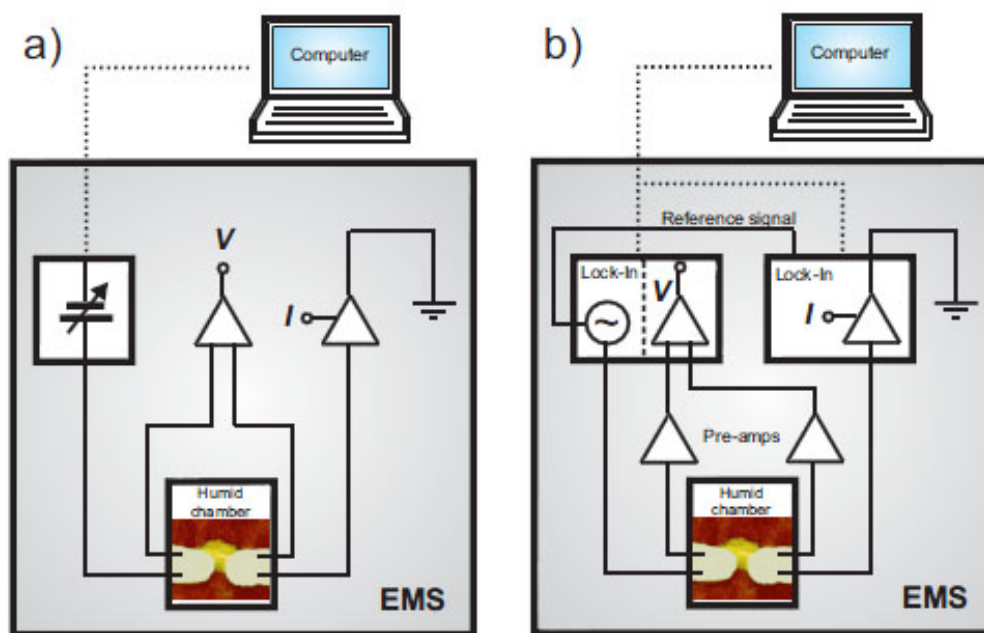 a)
Computer
V
I
Humid
chamber
EMS
b)
Computer
Reference signal
Lock-In
V
~
Lock-In
I
Pre-amps
Humid
chamber
EMS